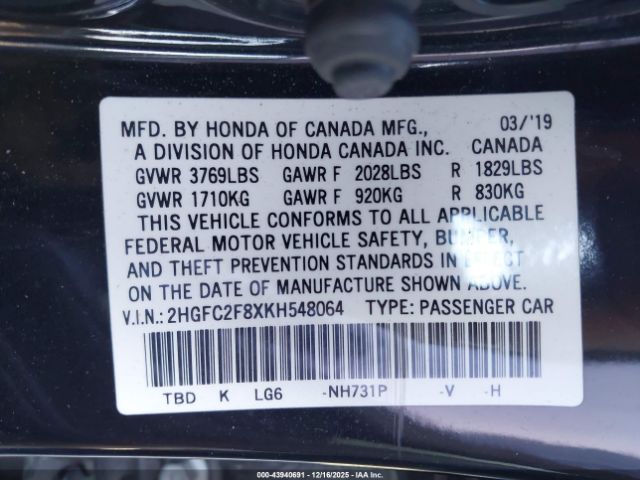 MFD. BY HONDA OF CANADA MFG., 03/'19
A DIVISION OF HONDA CANADA INC. CANADA
GVWR 3769LBS GAWR F 2028LBS R 1829LBS
GVWR 1710KG GAWR F 920KG R 830KG
THIS VEHICLE CONFORMS TO ALL APPLICABLE
FEDERAL MOTOR VEHICLE SAFETY, BUMPER,
AND THEFT PREVENTION STANDARDS IN EFFECT
ON THE DATE OF MANUFACTURE SHOWN ABOVE.
V.I.N.: 2HGFC2F8XKH548064 TYPE: PASSENGER CAR
TBD K LG6 -NH731P -V -H
000-43940691 - 12/16/2025 - IAA Inc.